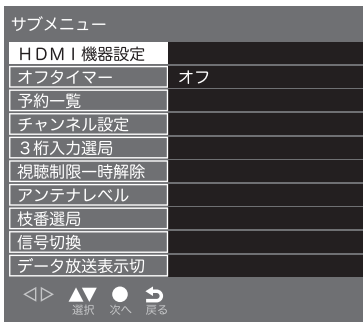 サブメニュー
HDMI機器設定
オフタイマー オフ
予約一覧
チャンネル設定
3桁入力選局
視聴制限一時解除
アンテナレベル
枝番選局
信号切換
データ放送表示切
選択 次へ 戻る